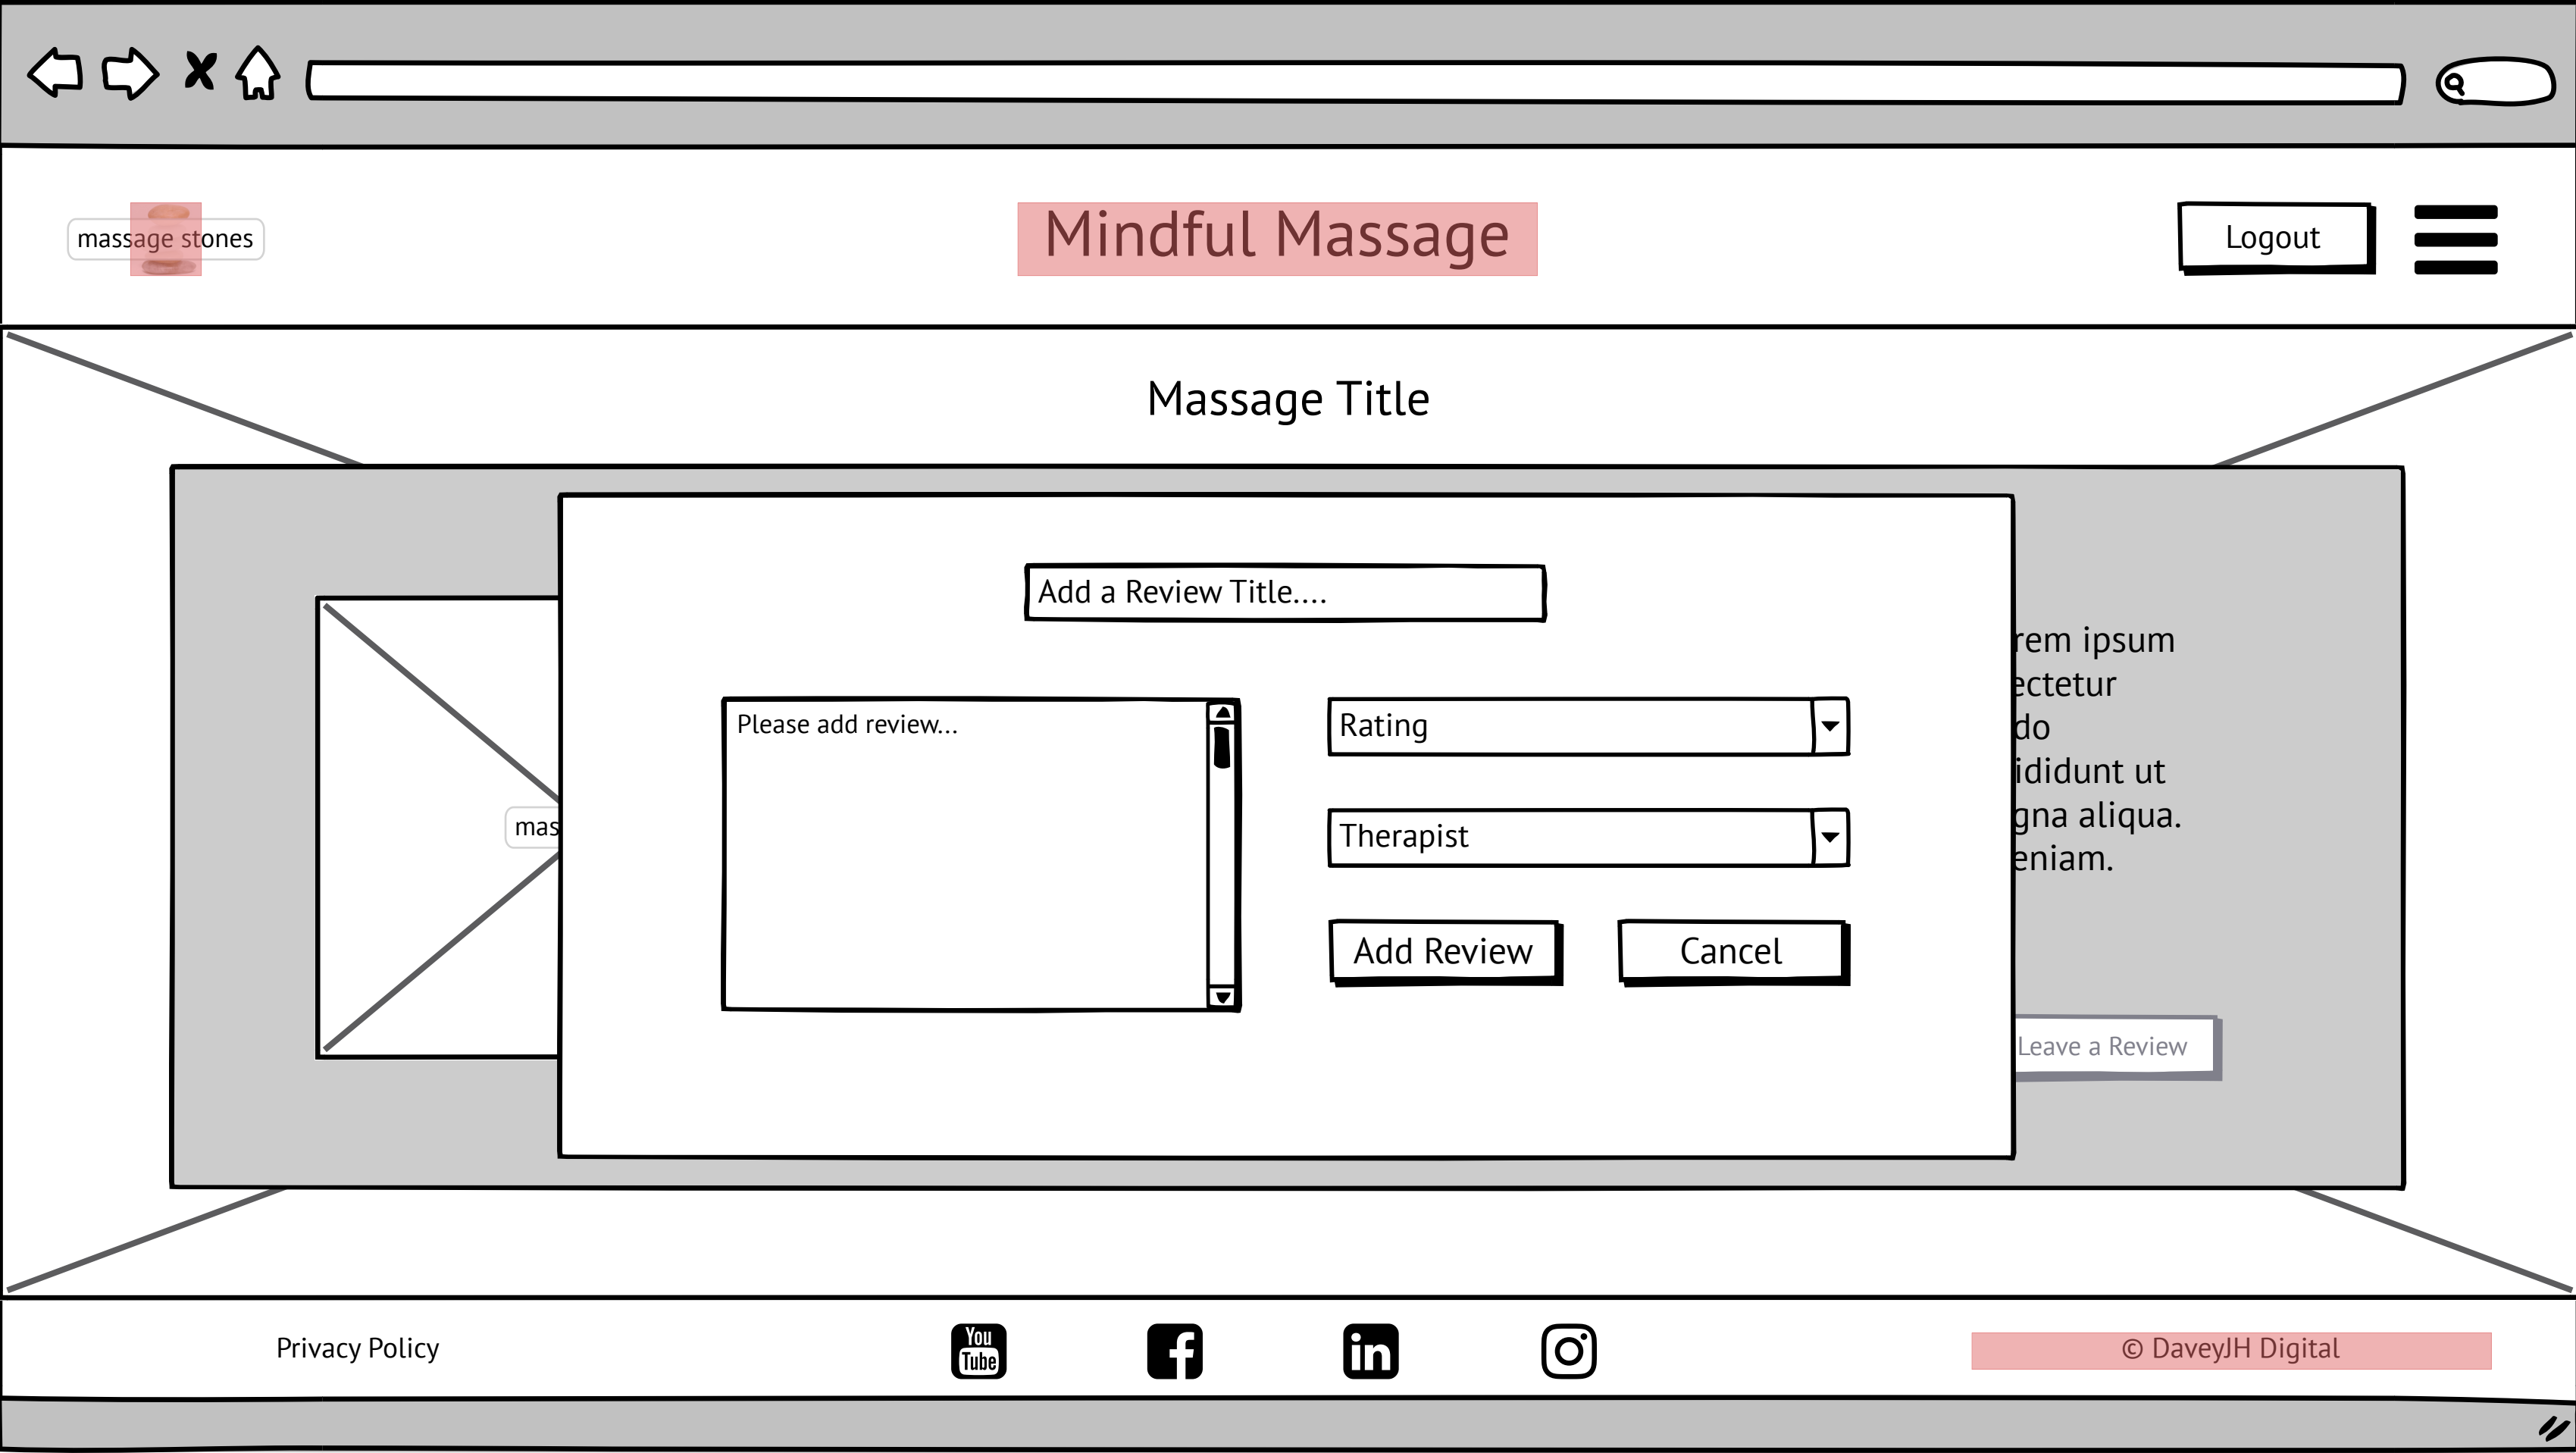 massage stones
Mindful Massage
Logout
Massage Title
Add a Review Title....
Please add review...
Rating
Therapist
Add Review
Cancel
mas
rem ipsum
ectetur
do
ididunt ut
gna aliqua.
eniam.
Leave a Review
Privacy Policy
You
Tube
f
in
© DaveyJH Digital